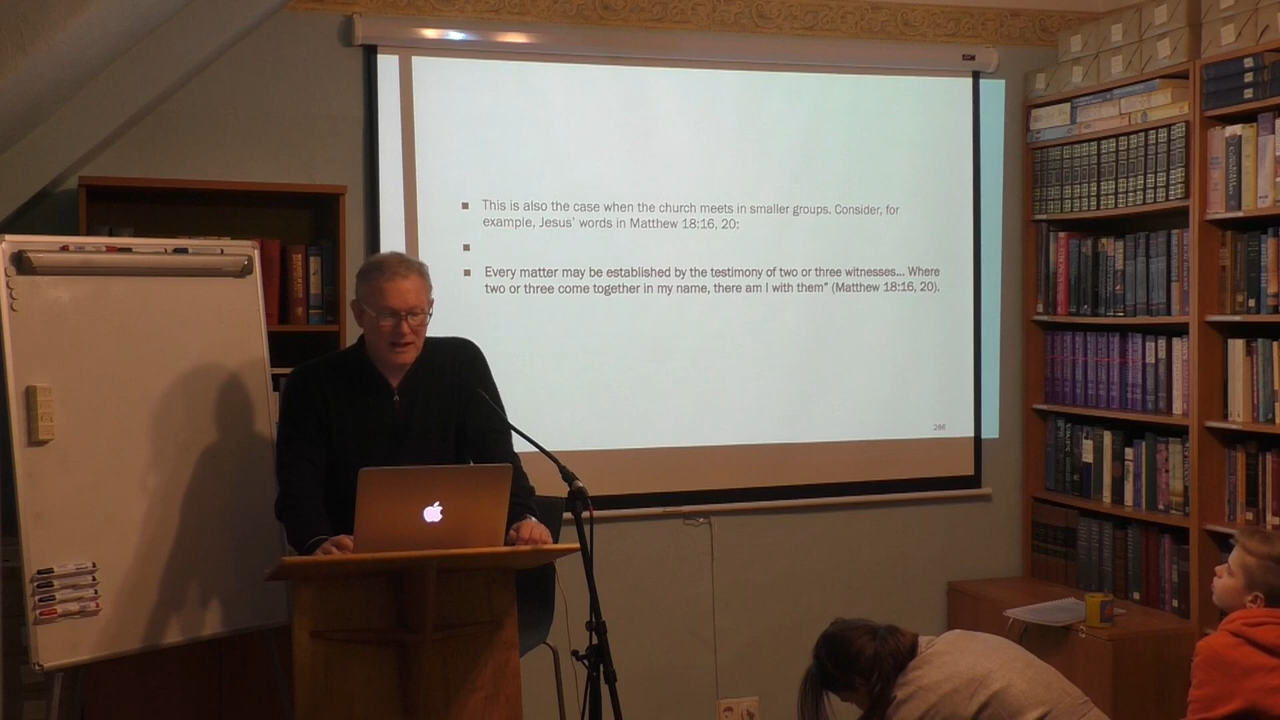 This is also the case when the church meets in smaller groups. Consider, for
example, Jesus' words in Matthew 18:16, 20:
Every matter may be established by the testimony of two or three witnesses... Where
two or three come together in my name, there am I with them" (Matthew 18:16, 20).
266